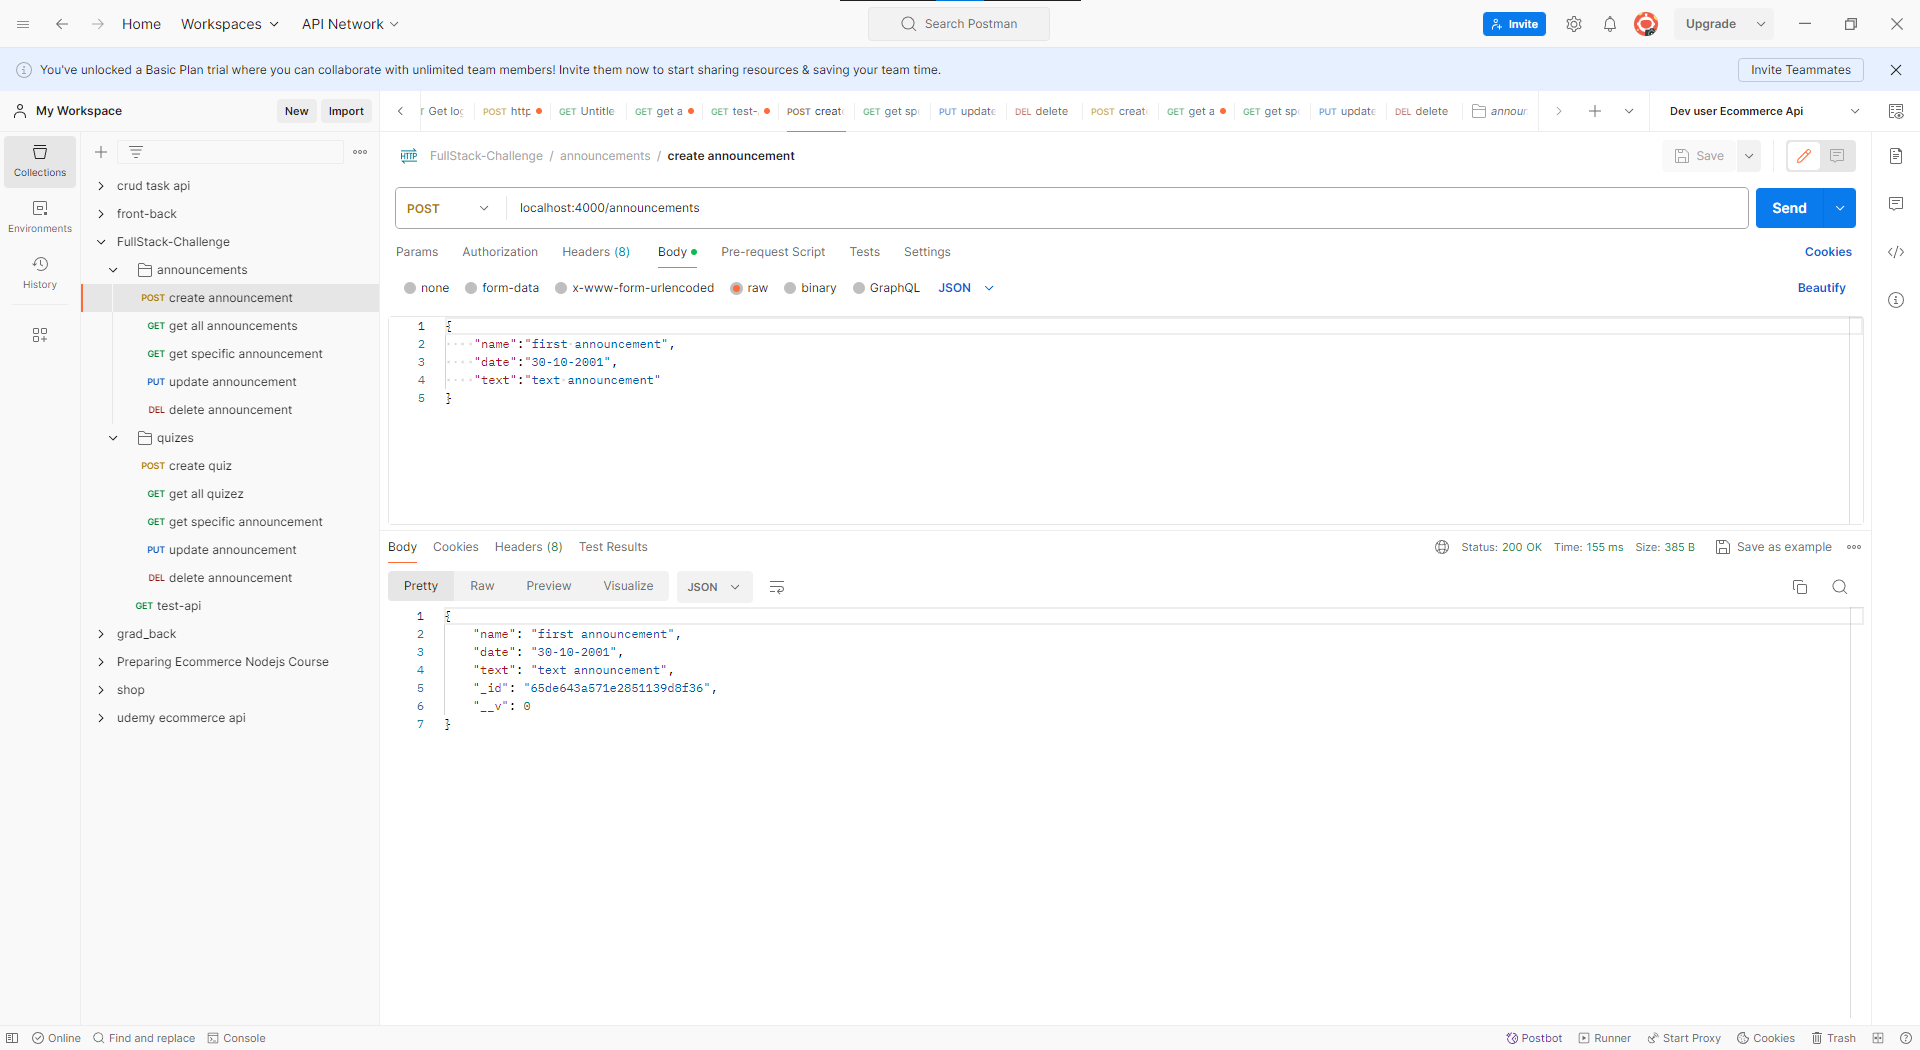 Home Workspaces API Network Search Postman Invite Upgrade
You've unlocked a Basic Plan trial where you can collaborate with unlimited team members! Invite them now to start sharing resources & saving your team time. Invite Teammates
My Workspace New Import
Get log POST http GET Untitle GET get a GET test- POST create GET get sp PUT update DEL delete POST create GET get a GET get sp PUT update DEL delete announ Dev user Ecommerce Api
Collections
Environments
History
crud task api
front-back
FullStack-Challenge
announcements
POST create announcement
GET get all announcements
GET get specific announcement
PUT update announcement
DEL delete announcement
quizes
POST create quiz
GET get all quizez
GET get specific announcement
PUT update announcement
DEL delete announcement
GET test-api
grad_back
Preparing Ecommerce Nodejs Course
shop
udemy ecommerce api
HTTP FullStack-Challenge / announcements / create announcement Save
POST localhost:4000/announcements Send
Params Authorization Headers (8) Body Pre-request Script Tests Settings Cookies
none form-data x-www-form-urlencoded raw binary GraphQL JSON Beautify
1 {
2 "name":"first announcement",
3 "date":"30-10-2001",
4 "text":"text announcement"
5 }
Body Cookies Headers (8) Test Results Status: 200 OK Time: 155 ms Size: 385 B Save as example
Pretty Raw Preview Visualize JSON
1 {
2 "name": "first announcement",
3 "date": "30-10-2001",
4 "text": "text announcement",
5 "_id": "65de643a571e2851139d8f36",
6 "__v": 0
7 }
Online Find and replace Console Postbot Runner Start Proxy Cookies Trash